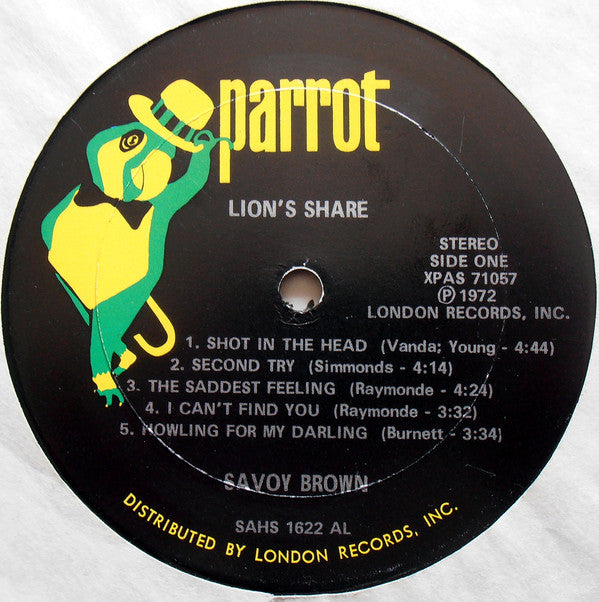 parrot
LION'S SHARE
STEREO
SIDE ONE
XPAS 71057
Ⓟ 1972
LONDON RECORDS, INC.
1. SHOT IN THE HEAD (Vanda; Young - 4:44)
2. SECOND TRY (Simmonds - 4:14)
3. THE SADDEST FEELING (Raymonde - 4:24)
4. I CAN'T FIND YOU (Raymonde - 3:32)
5. HOWLING FOR MY DARLING (Burnett - 3:34)
SAVOY BROWN
SAHS 1622 AL
DISTRIBUTED BY LONDON RECORDS, INC.